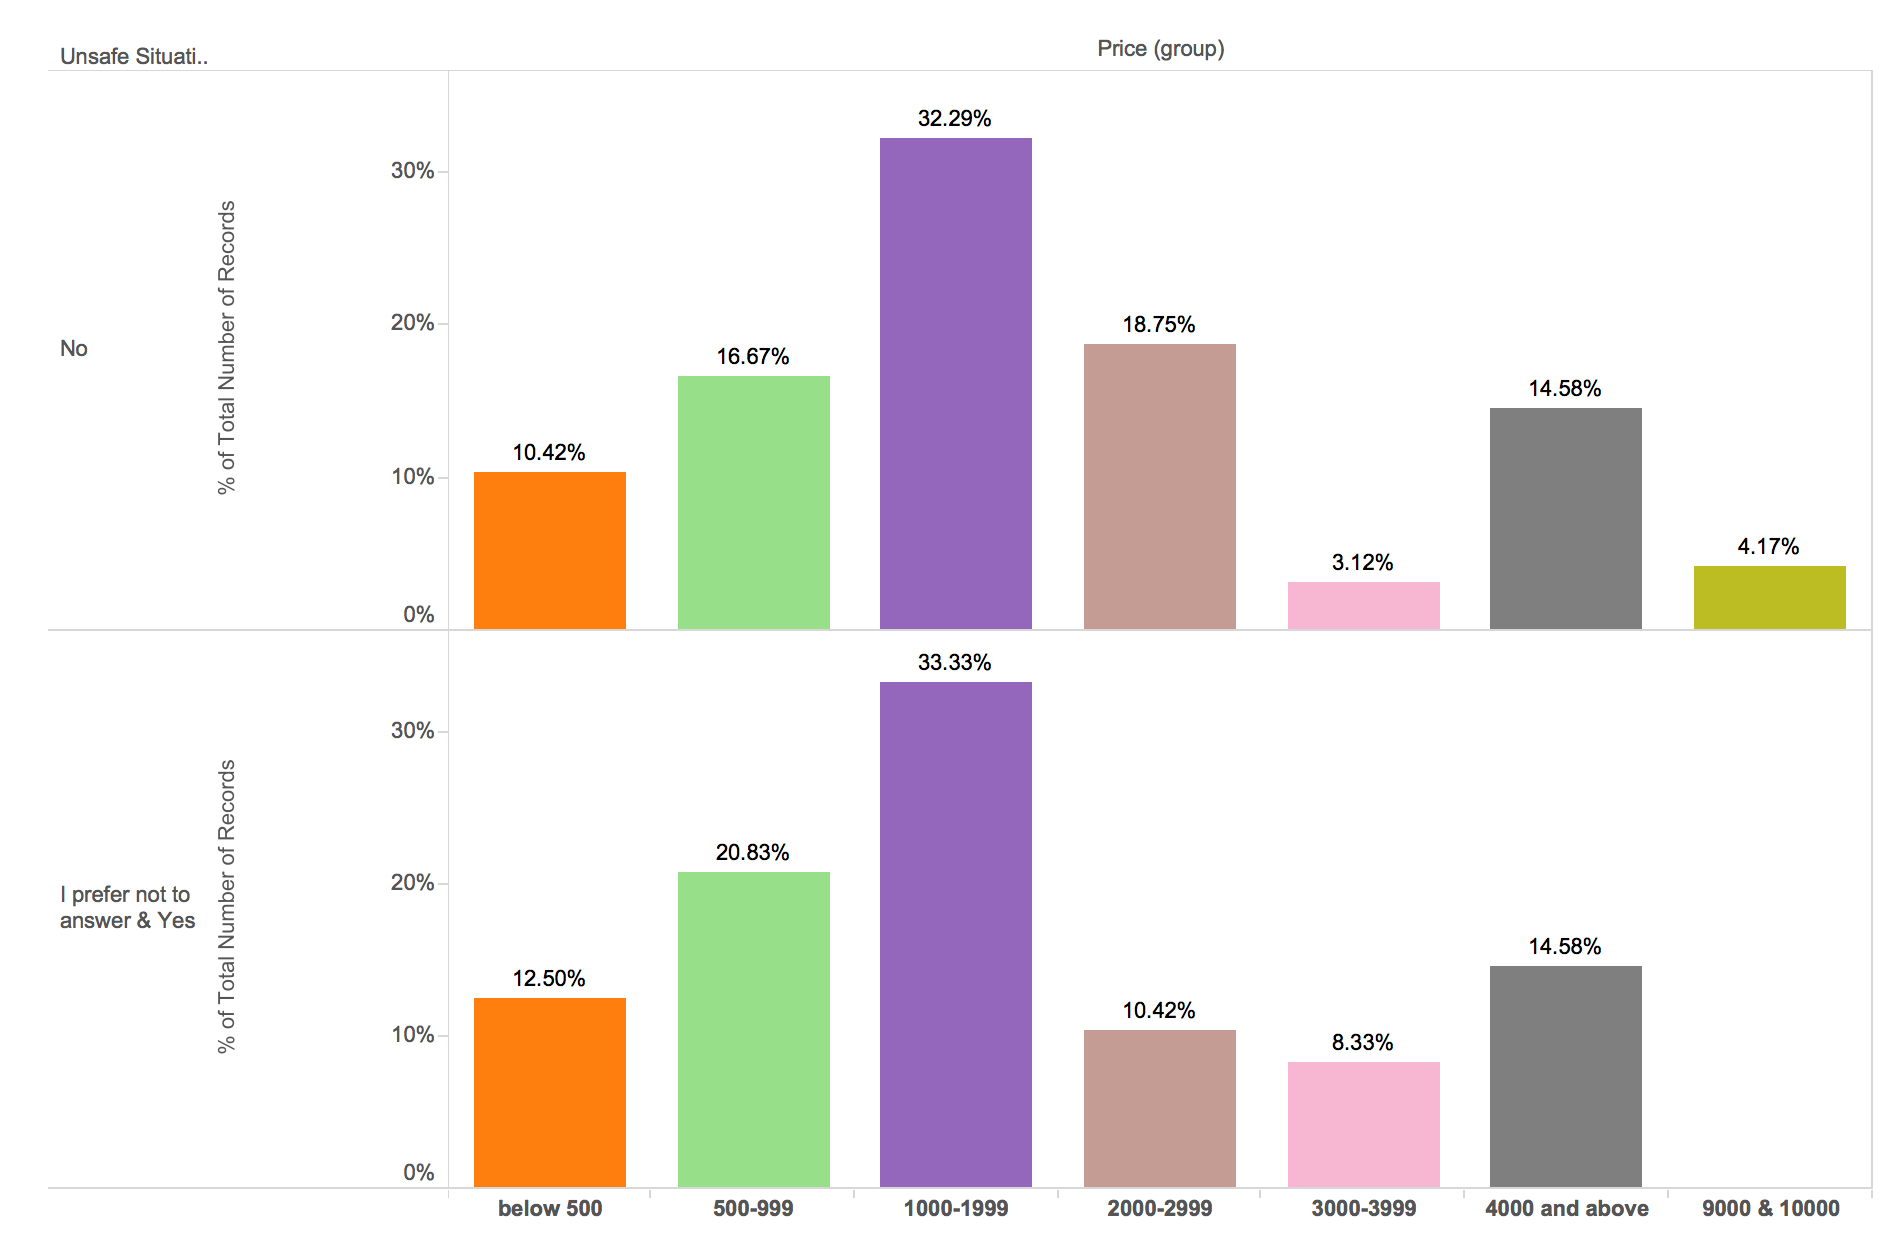 Unsafe Situati..
Price (group)
No
% of Total Number of Records
30%
20%
10%
0%
10.42%
16.67%
32.29%
18.75%
3.12%
14.58%
4.17%
I prefer not to
answer & Yes
% of Total Number of Records
30%
20%
10%
0%
12.50%
20.83%
33.33%
10.42%
8.33%
14.58%
below 500
500-999
1000-1999
2000-2999
3000-3999
4000 and above
9000 & 10000